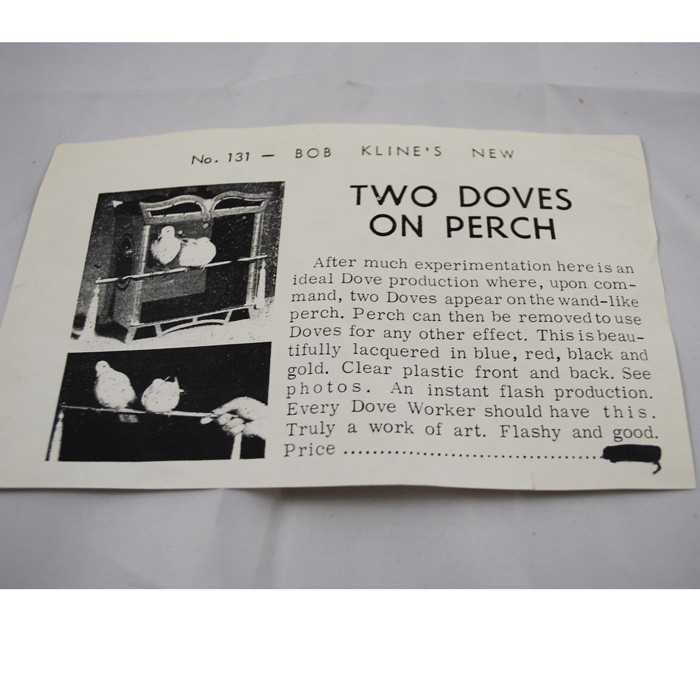 No. 131 — BOB KLINE'S NEW
TWO DOVES
ON PERCH
After much experimentation here is an
ideal Dove production where, upon com-
mand, two Doves appear on the wand-like
perch. Perch can then be removed to use
Doves for any other effect. This is beau-
tifully lacquered in blue, red, black and
gold. Clear plastic front and back. See
photos. An instant flash production.
Every Dove Worker should have this.
Truly a work of art. Flashy and good.
Price ........................................